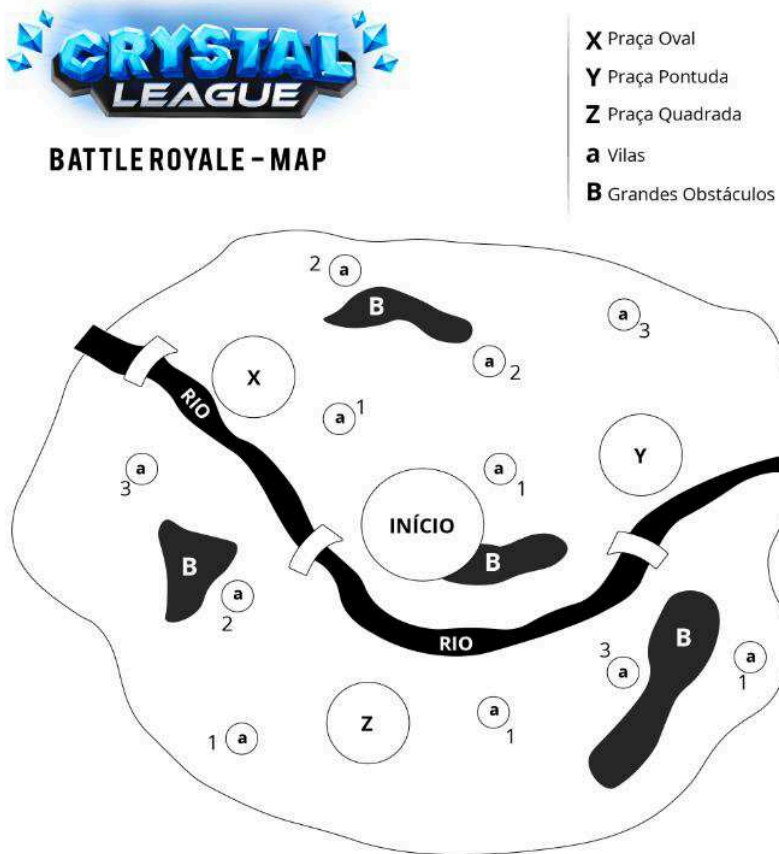 CRYSTAL
LEAGUE
BATTLE ROYALE - MAP
X Praça Oval
Y Praça Pontuda
Z Praça Quadrada
a Vilas
B Grandes Obstáculos
2 a
B
a 3
a 2
X
RIO
a 1
Y
a 3
a 1
INÍCIO
B
B
a 2
RIO
B
3 a
a 1
Z
a 1
1 a